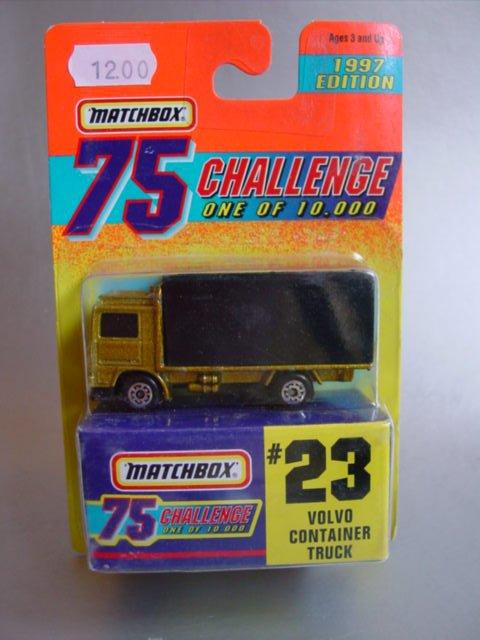 12.00
Ages 3 and Up
1997
EDITION
MATCHBOX
75 CHALLENGE
ONE OF 10.000
MATCHBOX
75 CHALLENGE
ONE OF 10.000
#23
VOLVO
CONTAINER
TRUCK